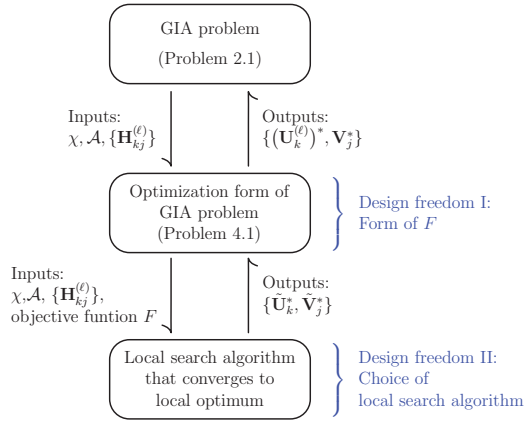 GIA problem
(Problem 2.1)
Inputs:
χ, 𝒜, {𝐇_{kj}^{(ℓ)}}
Outputs:
{(𝐔_k^{(ℓ)})^*, 𝐕_j^*}
Optimization form of
GIA problem
(Problem 4.1)
Design freedom I:
Form of F
Inputs:
χ,𝒜, {𝐇_{kj}^{(ℓ)}},
objective funtion F
Outputs:
{𝐔̃_k^*, 𝐕̃_j^*}
Local search algorithm
that converges to
local optimum
Design freedom II:
Choice of
local search algorithm